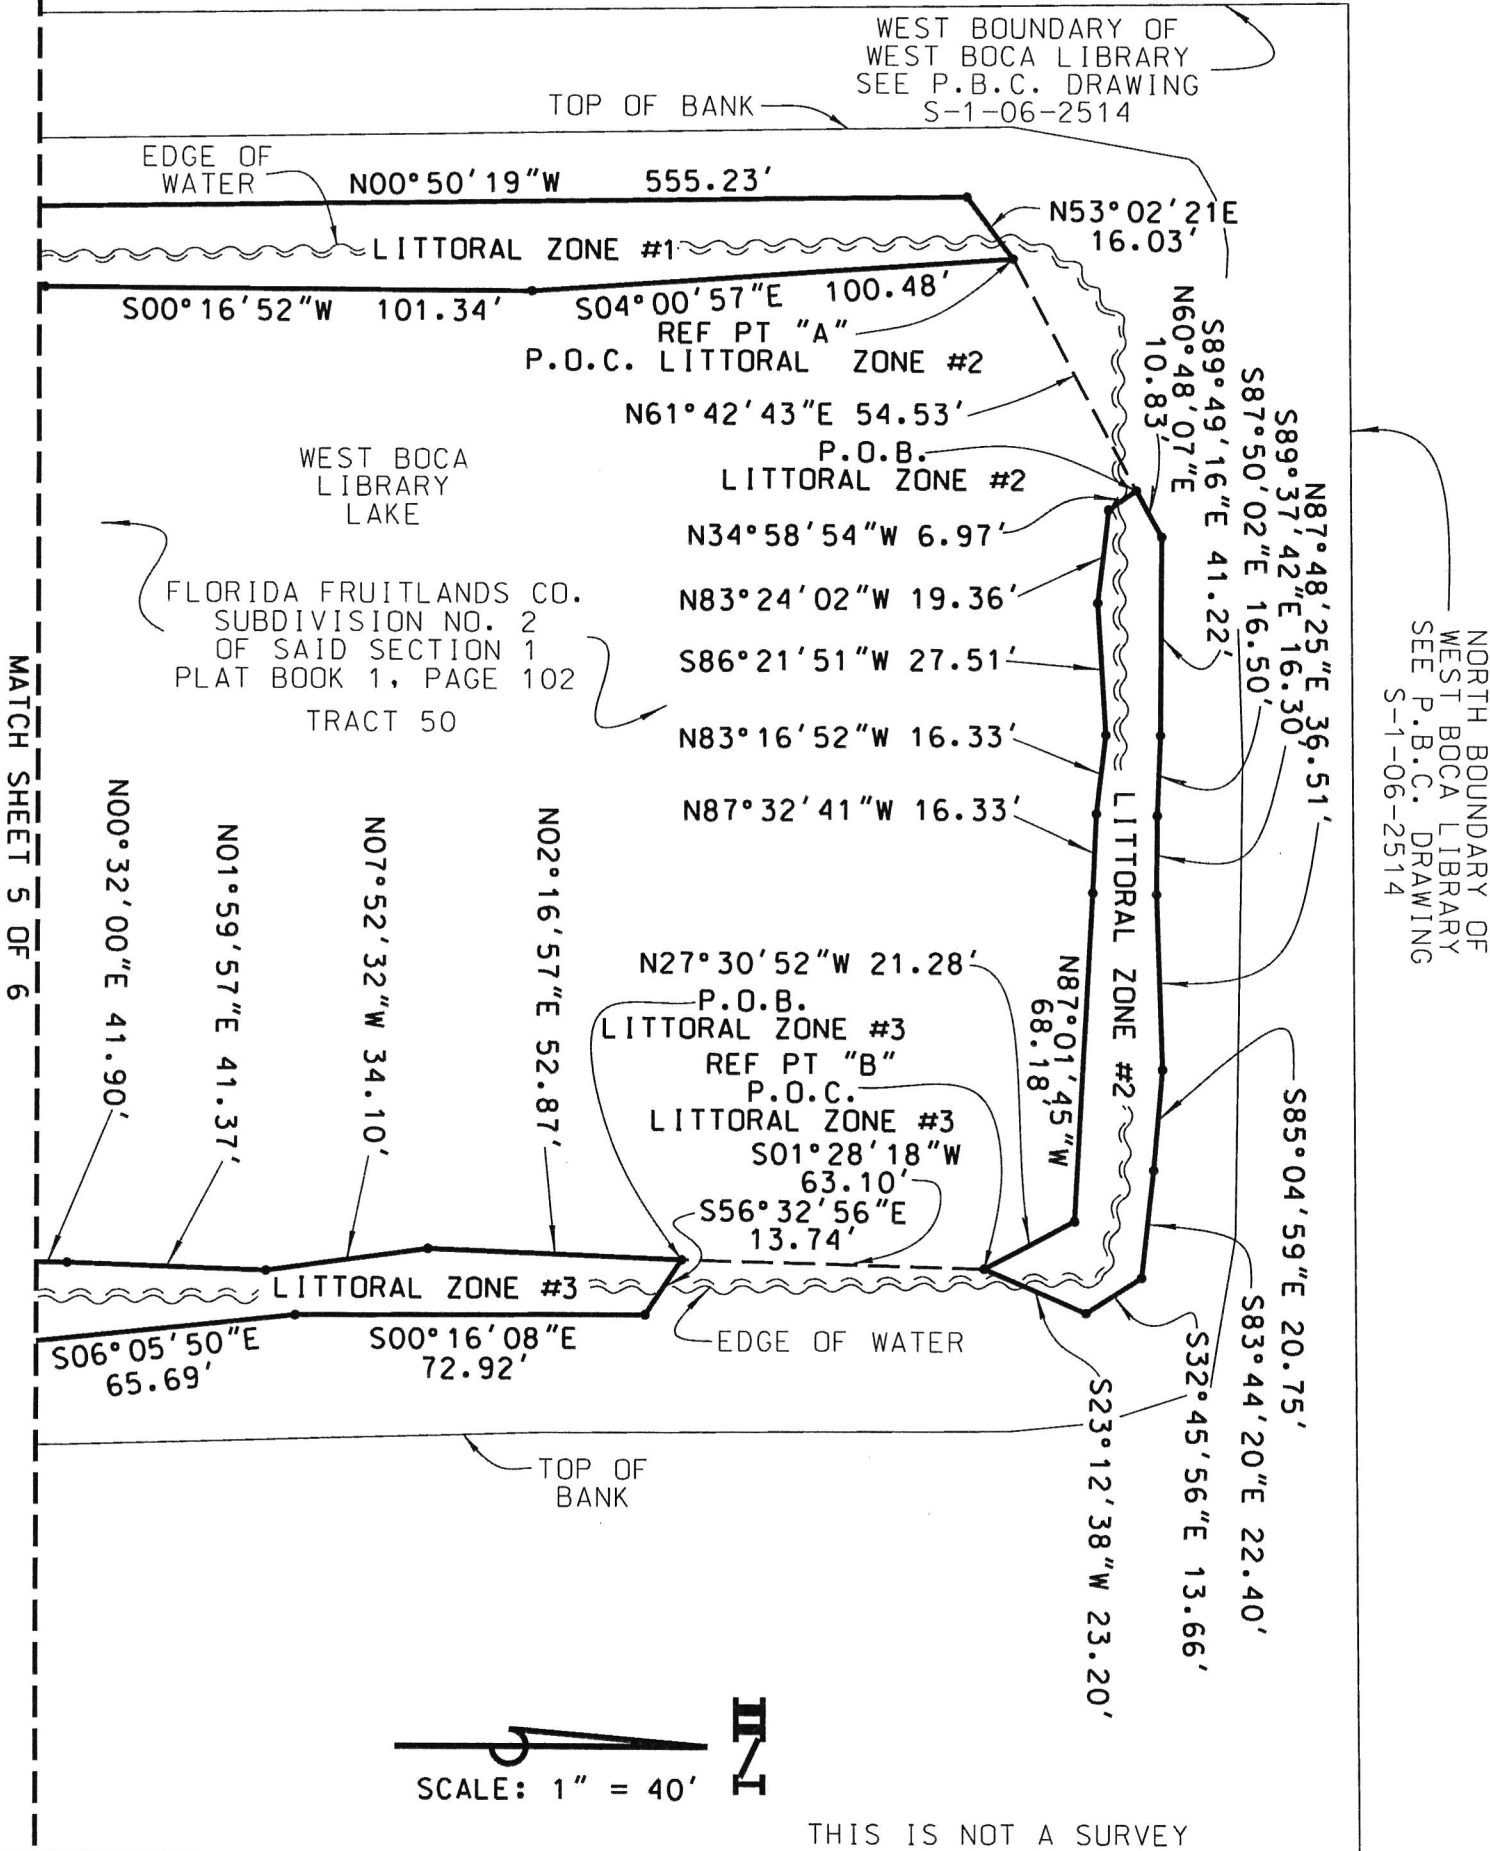 WEST BOUNDARY OF
WEST BOCA LIBRARY
SEE P.B.C. DRAWING
S-1-06-2514
TOP OF BANK
EDGE OF
WATER
N00°50'19"W 555.23'
N53°02'21E
16.03'
LITTORAL ZONE #1
S00°16'52"W 101.34'
S04°00'57"E 100.48'
REF PT "A"
P.O.C. LITTORAL ZONE #2
N61°42'43"E 54.53'
P.O.B.
LITTORAL ZONE #2
N34°58'54"W 6.97'
N83°24'02"W 19.36'
S86°21'51"W 27.51'
N83°16'52"W 16.33'
N87°32'41"W 16.33'
N60°48'07"E
10.83'
S89°49'16"E 41.22'
S87°50'02"E 16.50'
S89°37'42"E 16.30'
N87°48'25"E 36.51'
NORTH BOUNDARY OF
WEST BOCA LIBRARY
SEE P.B.C. DRAWING
S-1-06-2514
WEST BOCA
LIBRARY
LAKE
FLORIDA FRUITLANDS CO.
SUBDIVISION NO. 2
OF SAID SECTION 1
PLAT BOOK 1, PAGE 102
TRACT 50
MATCH SHEET 5 OF 6
LITTORAL ZONE #2
N87°01'45"W
68.18'
N00°32'00"E 41.90'
N01°59'57"E 41.37'
N07°52'32"W 34.10'
N02°16'57"E 52.87'
N27°30'52"W 21.28'
P.O.B.
LITTORAL ZONE #3
REF PT "B"
P.O.C.
LITTORAL ZONE #3
S01°28'18"W
63.10'
S56°32'56"E
13.74'
LITTORAL ZONE #3
S06°05'50"E
65.69'
S00°16'08"E
72.92'
EDGE OF WATER
TOP OF
BANK
S85°04'59"E 20.75'
S83°44'20"E 22.40'
S32°45'56"E 13.66'
S23°12'38"W 23.20'
N
SCALE: 1" = 40'
THIS IS NOT A SURVEY